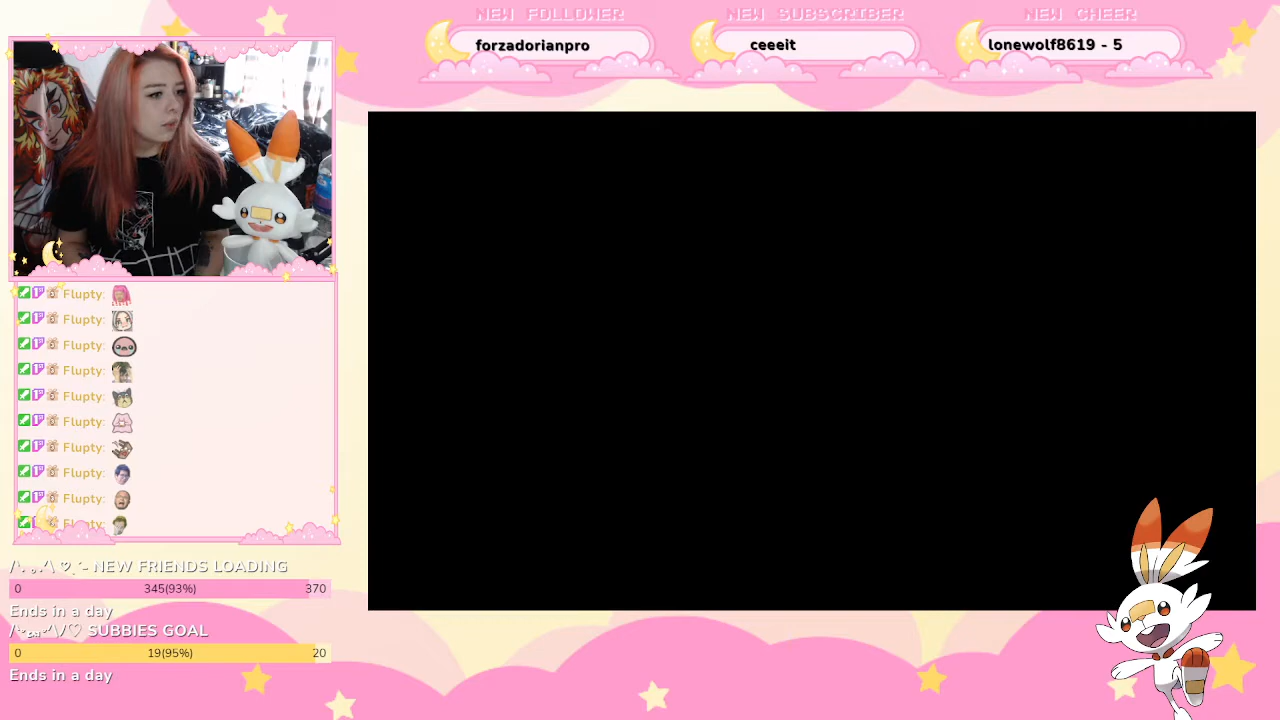 NEW FOLLOWER
forzadorianpro
NEW SUBSCRIBER
ceeeit
NEW CHEER
lonewolf8619 - 5
Flupty:
Flupty:
Flupty:
Flupty:
Flupty:
Flupty:
Flupty:
Flupty:
Flupty:
Flupty:
NEW FRIENDS LOADING
0 345(93%) 370
Ends in a day
SUBBIES GOAL
0 19(95%) 20
Ends in a day